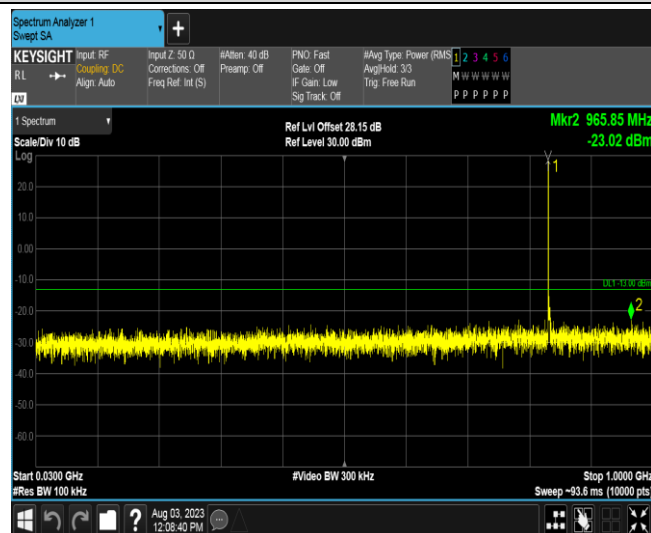 Spectrum Analyzer 1
Swept SA
+
KEYSIGHT
RL
Input: RF
Coupling: DC
Align: Auto
Input Z: 50 Ω
Corrections: Off
Freq Ref: Int (S)
#Atten: 40 dB
Preamp: Off
PNO: Fast
Gate: Off
IF Gain: Low
Sig Track: Off
#Avg Type: Power (RMS
Avg|Hold: 3/3
Trig: Free Run
1 2 3 4 5 6
M W W W W W
P P P P P P
1 Spectrum
Scale/Div 10 dB
Log
Ref Lvl Offset 28.15 dB
Ref Level 30.00 dBm
Mkr2 965.85 MHz
-23.02 dBm
1
20.0
10.0
0.00
-10.0
DL1 -13.00 dBm
2
-20.0
-30.0
-40.0
-50.0
-60.0
Start 0.0300 GHz
#Res BW 100 kHz
#Video BW 300 kHz
Stop 1.0000 GHz
Sweep ~93.6 ms (10000 pts)
?
Aug 03, 2023
12:08:40 PM